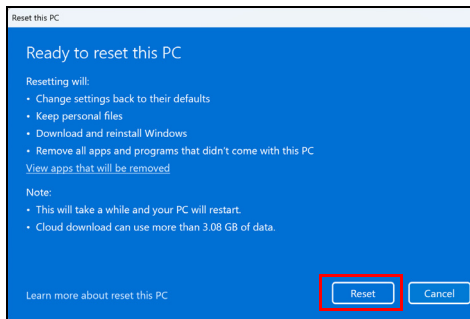 Reset this PC
Ready to reset this PC
Resetting will:
• Change settings back to their defaults
• Keep personal files
• Download and reinstall Windows
• Remove all apps and programs that didn't come with this PC
View apps that will be removed
Note:
• This will take a while and your PC will restart.
• Cloud download can use more than 3.08 GB of data.
Learn more about reset this PC
Reset
Cancel